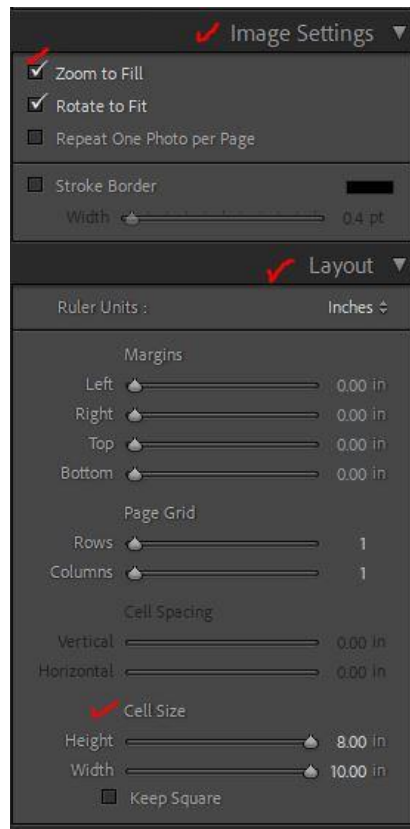 Image Settings
Zoom to Fill
Rotate to Fit
Repeat One Photo per Page
Stroke Border
Width 0.4 pt
Layout
Ruler Units : Inches
Margins
Left 0.00 in
Right 0.00 in
Top 0.00 in
Bottom 0.00 in
Page Grid
Rows 1
Columns 1
Cell Spacing
Vertical 0.00 in
Horizontal 0.00 in
Cell Size
Height 8.00 in
Width 10.00 in
Keep Square